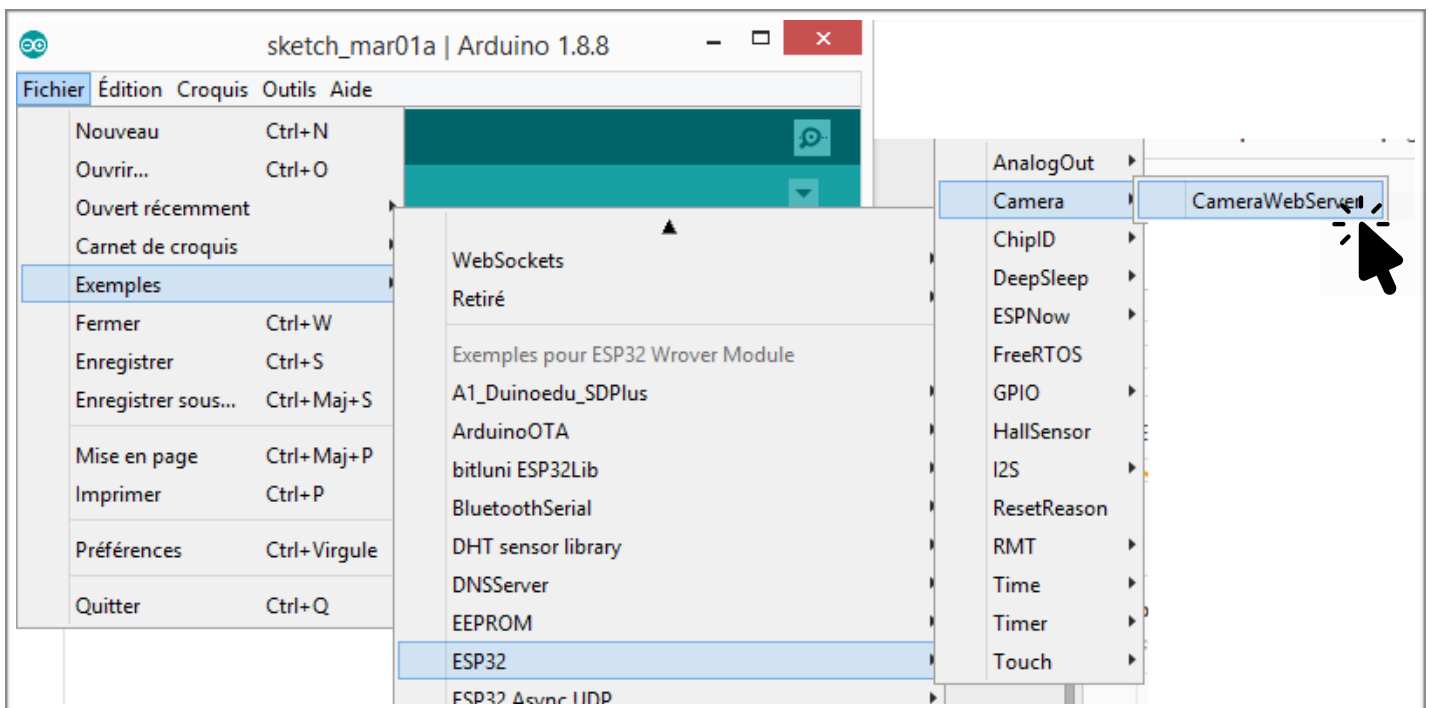 sketch_mar01a | Arduino 1.8.8
Fichier Édition Croquis Outils Aide
Nouveau Ctrl+N
Ouvrir... Ctrl+O
Ouvert récemment
Carnet de croquis
Exemples
Fermer Ctrl+W
Enregistrer Ctrl+S
Enregistrer sous... Ctrl+Maj+S
Mise en page Ctrl+Maj+P
Imprimer Ctrl+P
Préférences Ctrl+Virgule
Quitter Ctrl+Q
WebSockets
Retiré
Exemples pour ESP32 Wrover Module
A1_Duinoedu_SDPlus
ArduinoOTA
bitluni ESP32Lib
BluetoothSerial
DHT sensor library
DNSServer
EEPROM
ESP32
ESP32 Async UDP
AnalogOut
Camera
ChipID
DeepSleep
ESPNow
FreeRTOS
GPIO
HallSensor
I2S
ResetReason
RMT
Time
Timer
Touch
CameraWebServer